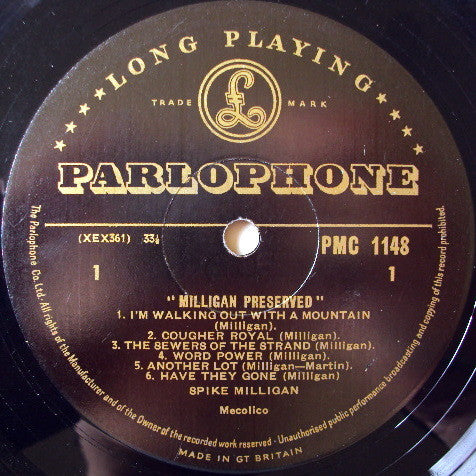 ★★★★★ LONG PLAYING ★★★★★
TRADE £ MARK
PARLOPHONE
(XEX361) 33⅓
PMC 1148
1
1
"MILLIGAN PRESERVED"
1. I'M WALKING OUT WITH A MOUNTAIN
(Milligan).
2. COUGHER ROYAL (Milligan).
3. THE SEWERS OF THE STRAND (Milligan).
4. WORD POWER (Milligan).
5. ANOTHER LOT (Milligan—Martin).
6. HAVE THEY GONE (Milligan).
SPIKE MILLIGAN
Mecolico
The Parlophone Co. Ltd. All rights of the Manufacturer and of the Owner of the recorded work reserved - Unauthorised public performance broadcasting and copying of this record prohibited.
MADE IN GT BRITAIN